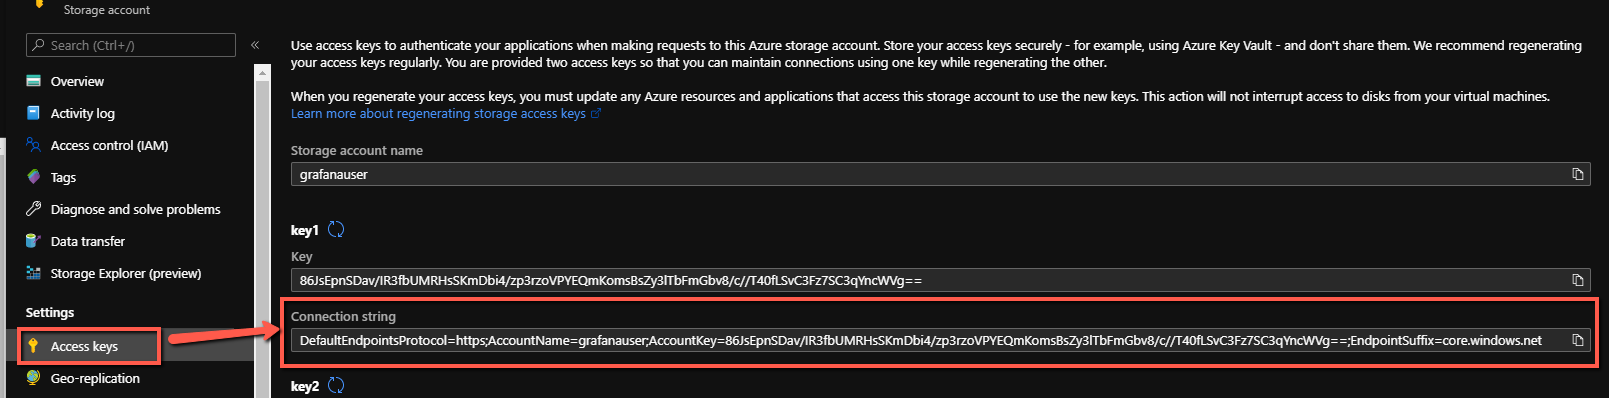 Storage account
Search (Ctrl+/)
Overview
Activity log
Access control (IAM)
Tags
Diagnose and solve problems
Data transfer
Storage Explorer (preview)
Settings
Access keys
Geo-replication
Use access keys to authenticate your applications when making requests to this Azure storage account. Store your access keys securely - for example, using Azure Key Vault - and don't share them. We recommend regenerating
your access keys regularly. You are provided two access keys so that you can maintain connections using one key while regenerating the other.
When you regenerate your access keys, you must update any Azure resources and applications that access this storage account to use the new keys. This action will not interrupt access to disks from your virtual machines.
Learn more about regenerating storage access keys
Storage account name
grafanauser
key1
Key
86JsEpnSDav/IR3fbUMRHsSKmDbi4/zp3rzoVPYEQmKomsBsZy3lTbFmGbv8/c//T40fLSvC3Fz7SC3qYncWVg==
Connection string
DefaultEndpointsProtocol=https;AccountName=grafanauser;AccountKey=86JsEpnSDav/IR3fbUMRHsSKmDbi4/zp3rzoVPYEQmKomsBsZy3lTbFmGbv8/c//T40fLSvC3Fz7SC3qYncWVg==;EndpointSuffix=core.windows.net
key2